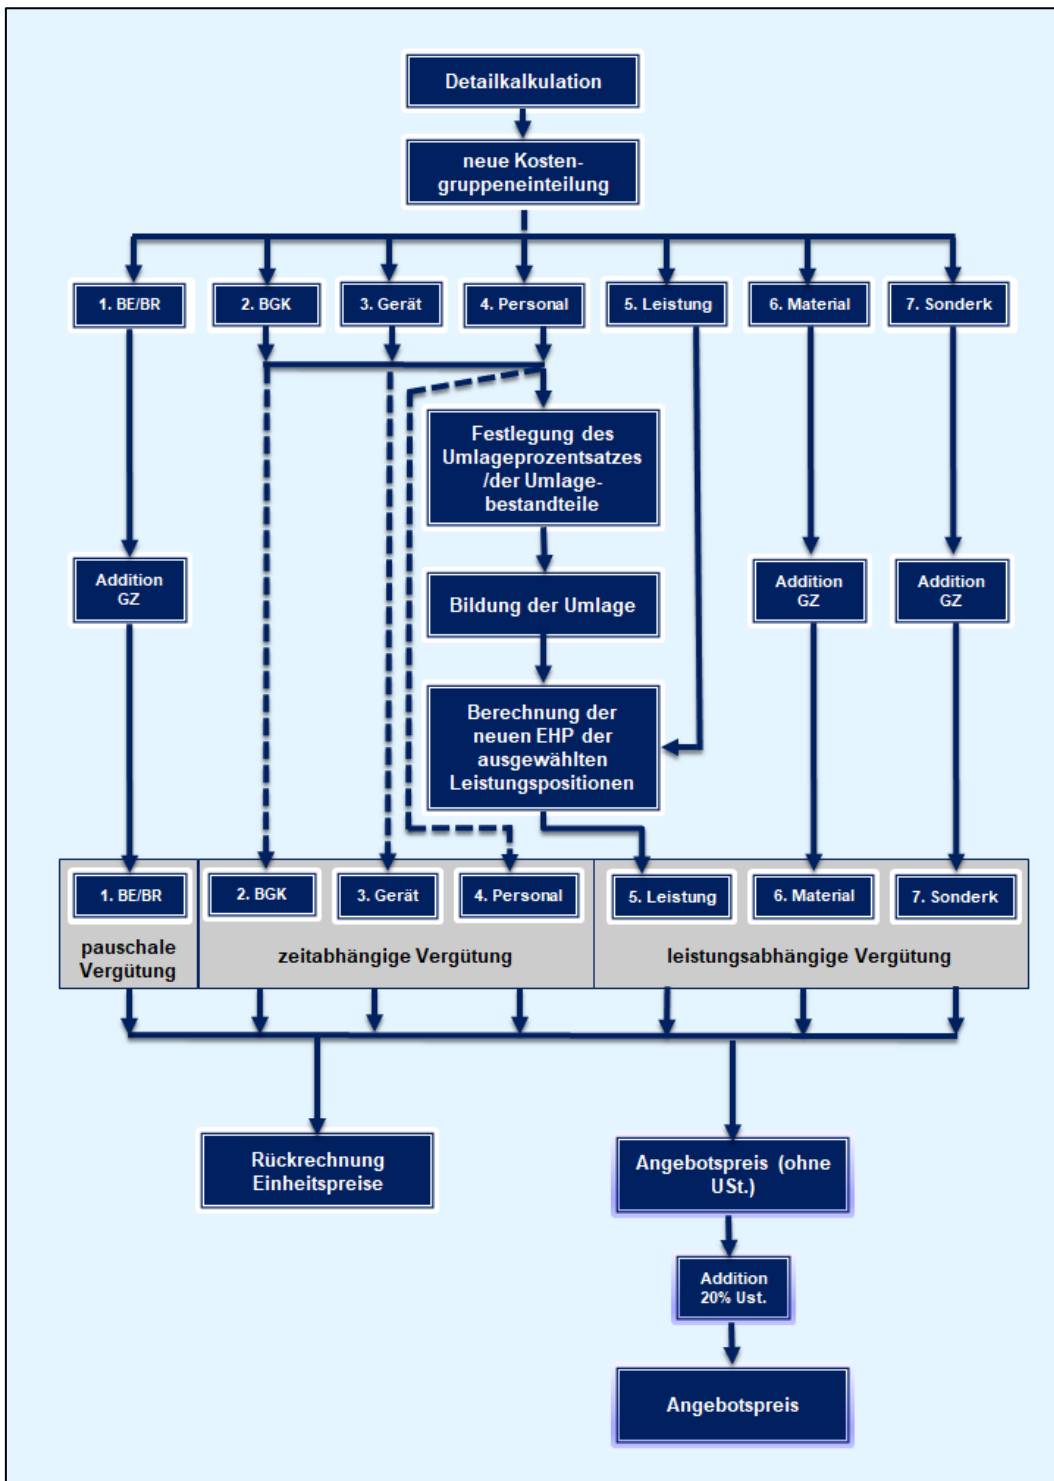 Detailkalkulation
neue Kosten-
gruppeneinteilung
1. BE/BR
2. BGK
3. Gerät
4. Personal
5. Leistung
6. Material
7. Sonderk
Festlegung des
Umlageprozentsatzes
/der Umlage-
bestandteile
Addition
GZ
Bildung der Umlage
Addition
GZ
Addition
GZ
Berechnung der
neuen EHP der
ausgewählten
Leistungspositionen
1. BE/BR
2. BGK
3. Gerät
4. Personal
5. Leistung
6. Material
7. Sonderk
pauschale
Vergütung
zeitabhängige Vergütung
leistungsabhängige Vergütung
Rückrechnung
Einheitspreise
Angebotspreis (ohne
USt.)
Addition
20% Ust.
Angebotspreis